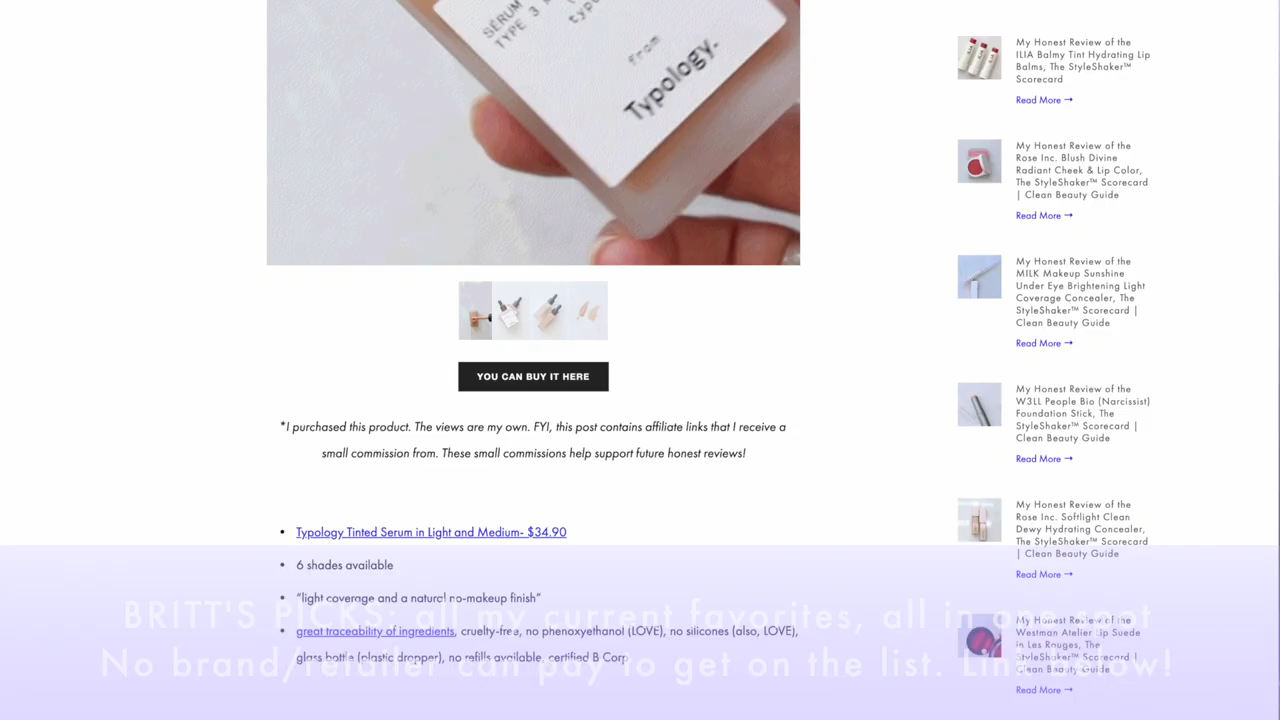 SÉRUM
TYPE 3
From
Typology.
YOU CAN BUY IT HERE
*I purchased this product. The views are my own. FYI, this post contains affiliate links that I receive a
small commission from. These small commissions help support future honest reviews!
• Typology Tinted Serum in Light and Medium- $34.90
• 6 shades available
• "light coverage and a natural no-makeup finish"
• great traceability of ingredients, cruelty-free, no phenoxyethanol (LOVE), no silicones (also, LOVE),
glass bottle (plastic dropper), no refills available, certified B Corp
BRITT'S PICKS: all my current favorites, all in one spot
No brand/retailer can pay to get on the list. Link below!
My Honest Review of the
ILIA Balmy Tint Hydrating Lip
Balms, The StyleShaker™
Scorecard
Read More →
My Honest Review of the
Rose Inc. Blush Divine
Radiant Cheek & Lip Color,
The StyleShaker™ Scorecard
| Clean Beauty Guide
Read More →
My Honest Review of the
MILK Makeup Sunshine
Under Eye Brightening Light
Coverage Concealer, The
StyleShaker™ Scorecard |
Clean Beauty Guide
Read More →
My Honest Review of the
W3LL People Bio (Narcissist)
Foundation Stick, The
StyleShaker™ Scorecard |
Clean Beauty Guide
Read More →
My Honest Review of the
Rose Inc. Softlight Clean
Dewy Hydrating Concealer,
The StyleShaker™ Scorecard
| Clean Beauty Guide
Read More →
My Honest Review of the
Westman Atelier Lip Suede
in Les Rouges, The
StyleShaker™ Scorecard |
Clean Beauty Guide
Read More →